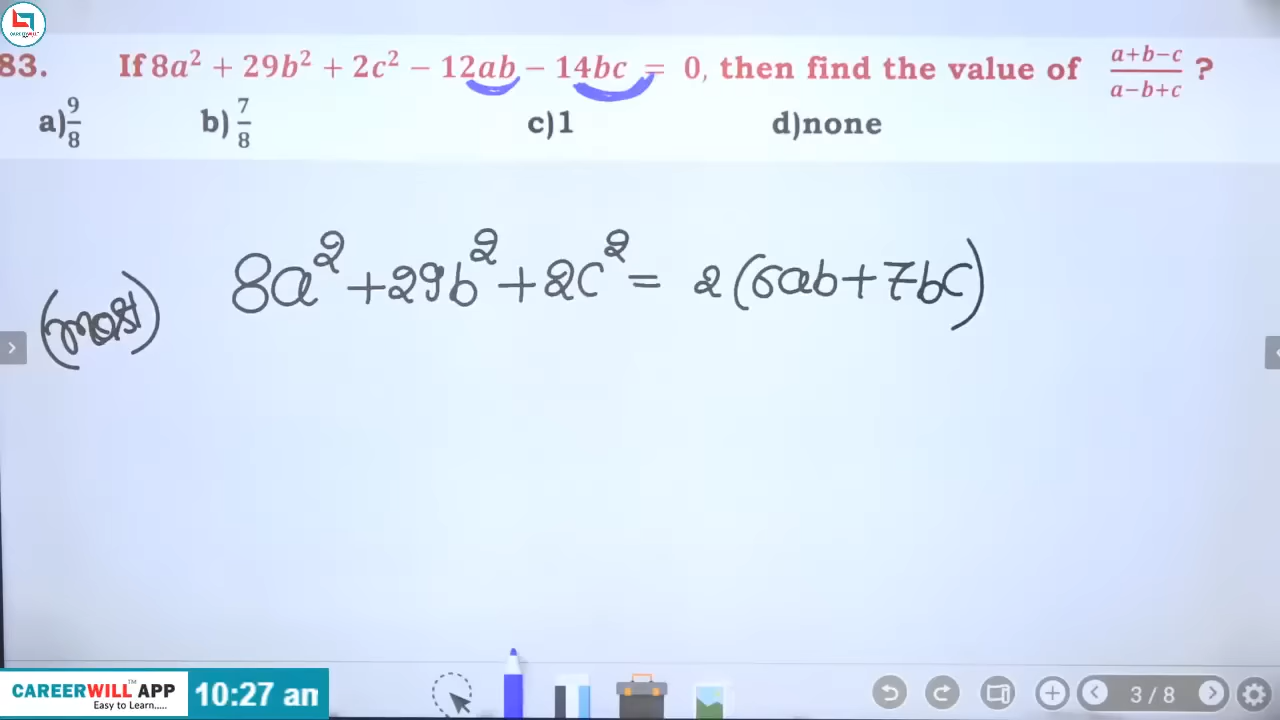 CAREERWILL
83. If 8a² + 29b² + 2c² − 12ab − 14bc = 0, then find the value of (a+b−c)/(a−b+c) ?
a) 9/8 b) 7/8 c) 1 d) none
8a² + 29b² + 2c² = 2 (6ab + 7bc)
CAREERWILL™ APP
Easy to Learn.....
10:27 am
3 / 8